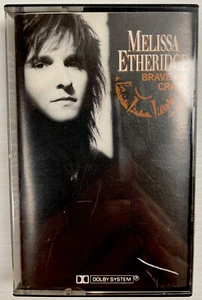 MELISSA
ETHERIDGE
BRAVE
CRA
DOLBY SYSTEM